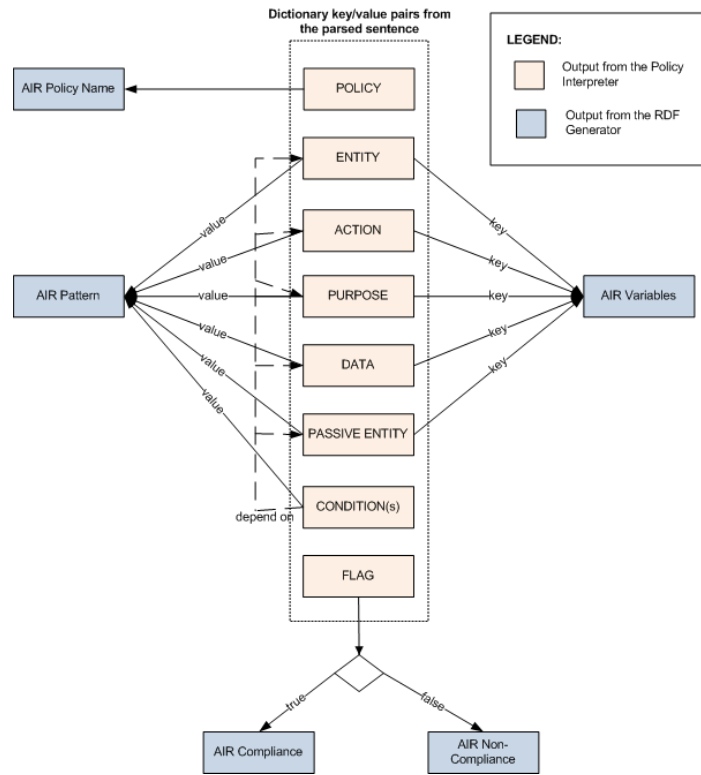 Dictionary key/value pairs from
the parsed sentence
LEGEND:
Output from the Policy
Interpreter
Output from the RDF
Generator
AIR Policy Name
POLICY
ENTITY
ACTION
PURPOSE
DATA
PASSIVE ENTITY
CONDITION(s)
FLAG
value
value
value
value
value
value
key
key
key
key
key
AIR Pattern
AIR Variables
depend on
true
false
AIR Compliance
AIR Non-
Compliance